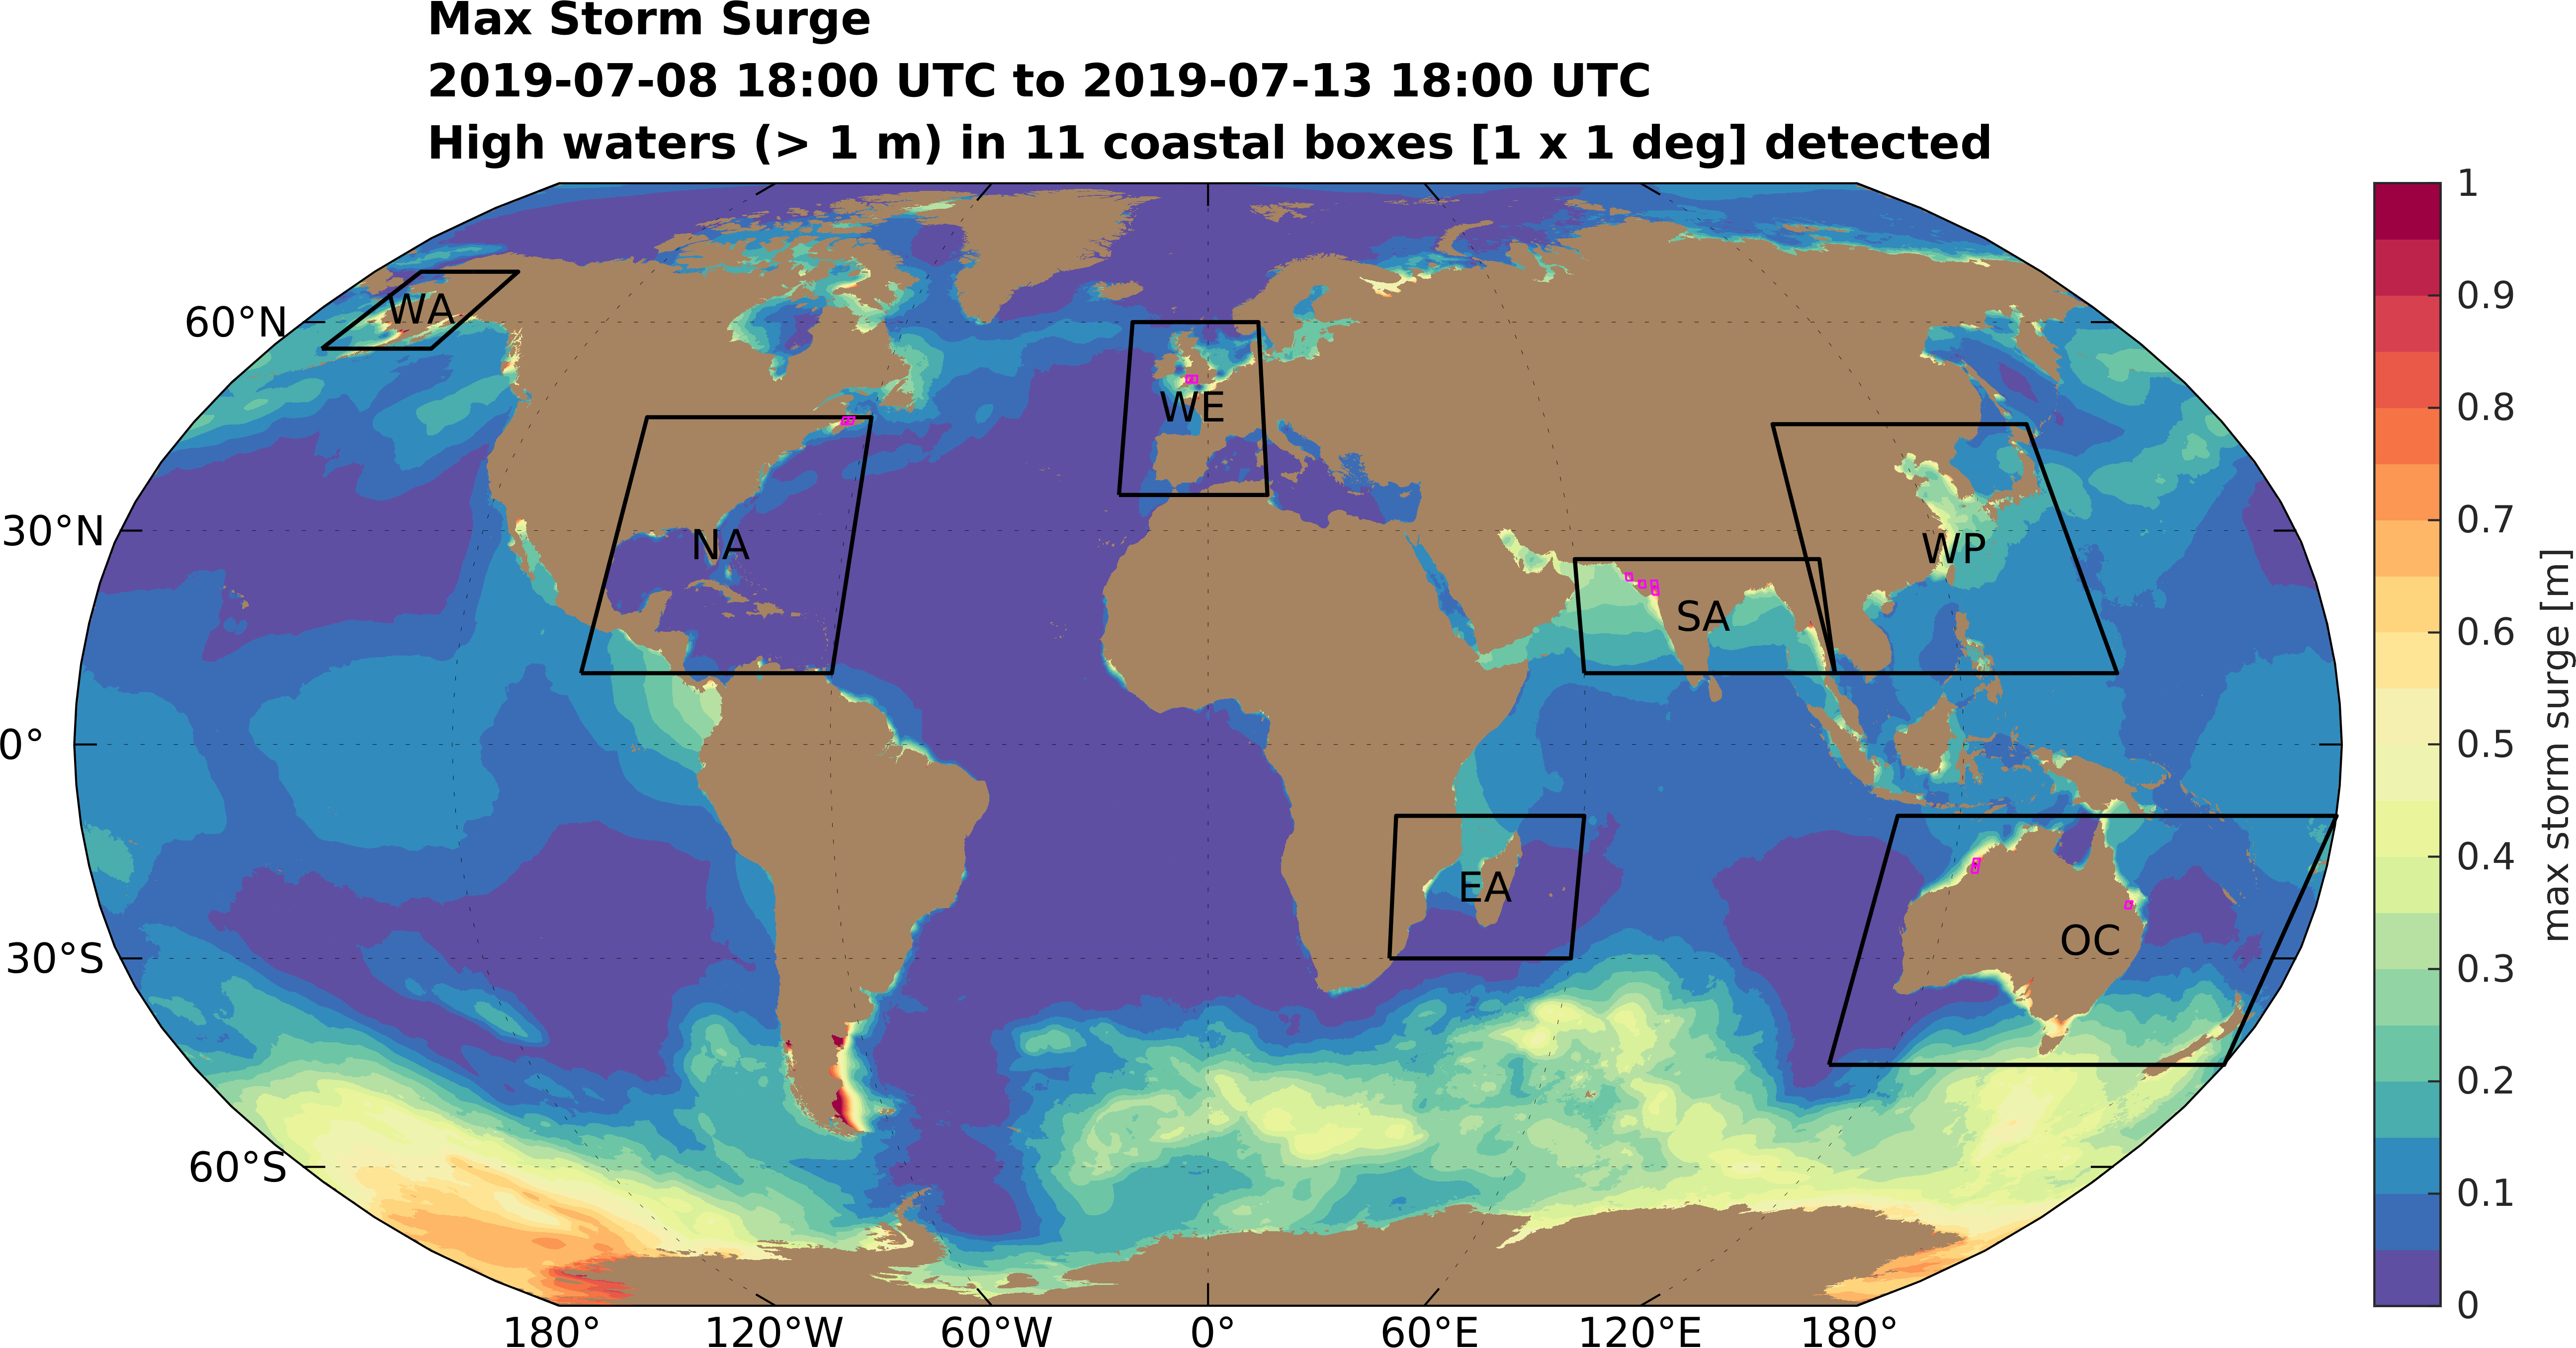 Max Storm Surge
2019-07-08 18:00 UTC to 2019-07-13 18:00 UTC
High waters (> 1 m) in 11 coastal boxes [1 x 1 deg] detected
60°N
30°N
0°
30°S
60°S
WA
NA
WE
SA
WP
EA
OC
180°
120°W
60°W
0°
60°E
120°E
180°
1
0.9
0.8
0.7
0.6
0.5
0.4
0.3
0.2
0.1
0
max storm surge [m]